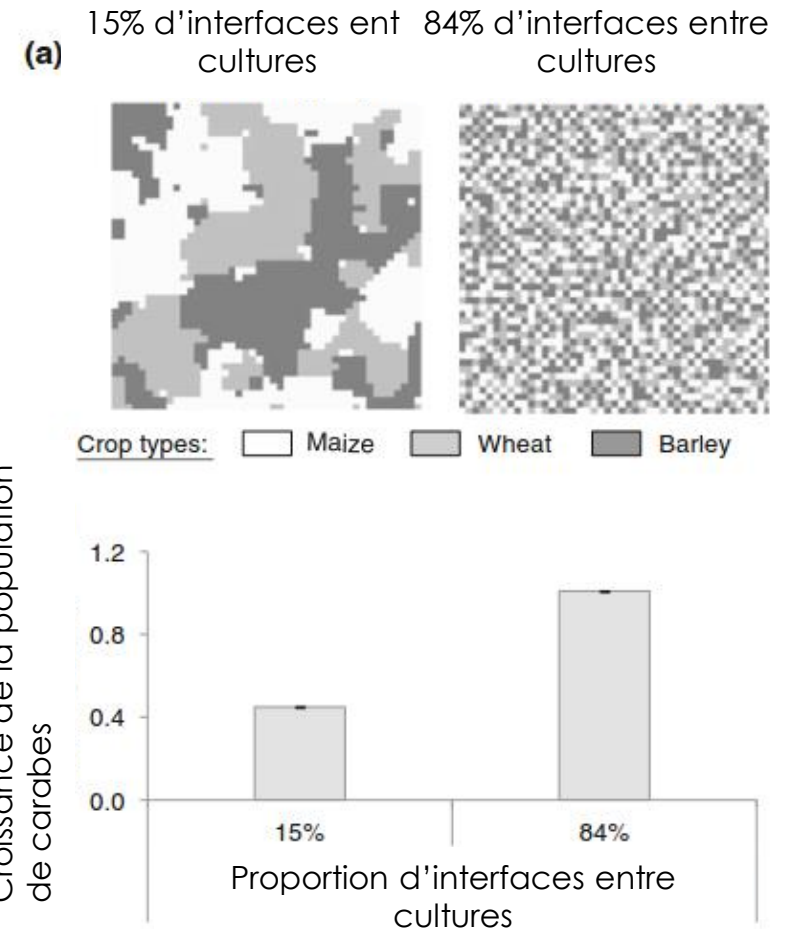 (a)
15% d’interfaces ent
cultures
84% d’interfaces entre
cultures
Crop types:
Maize
Wheat
Barley
Croissance de la population
de carabes
1.2
0.8
0.4
0.0
15%
84%
Proportion d’interfaces entre
cultures